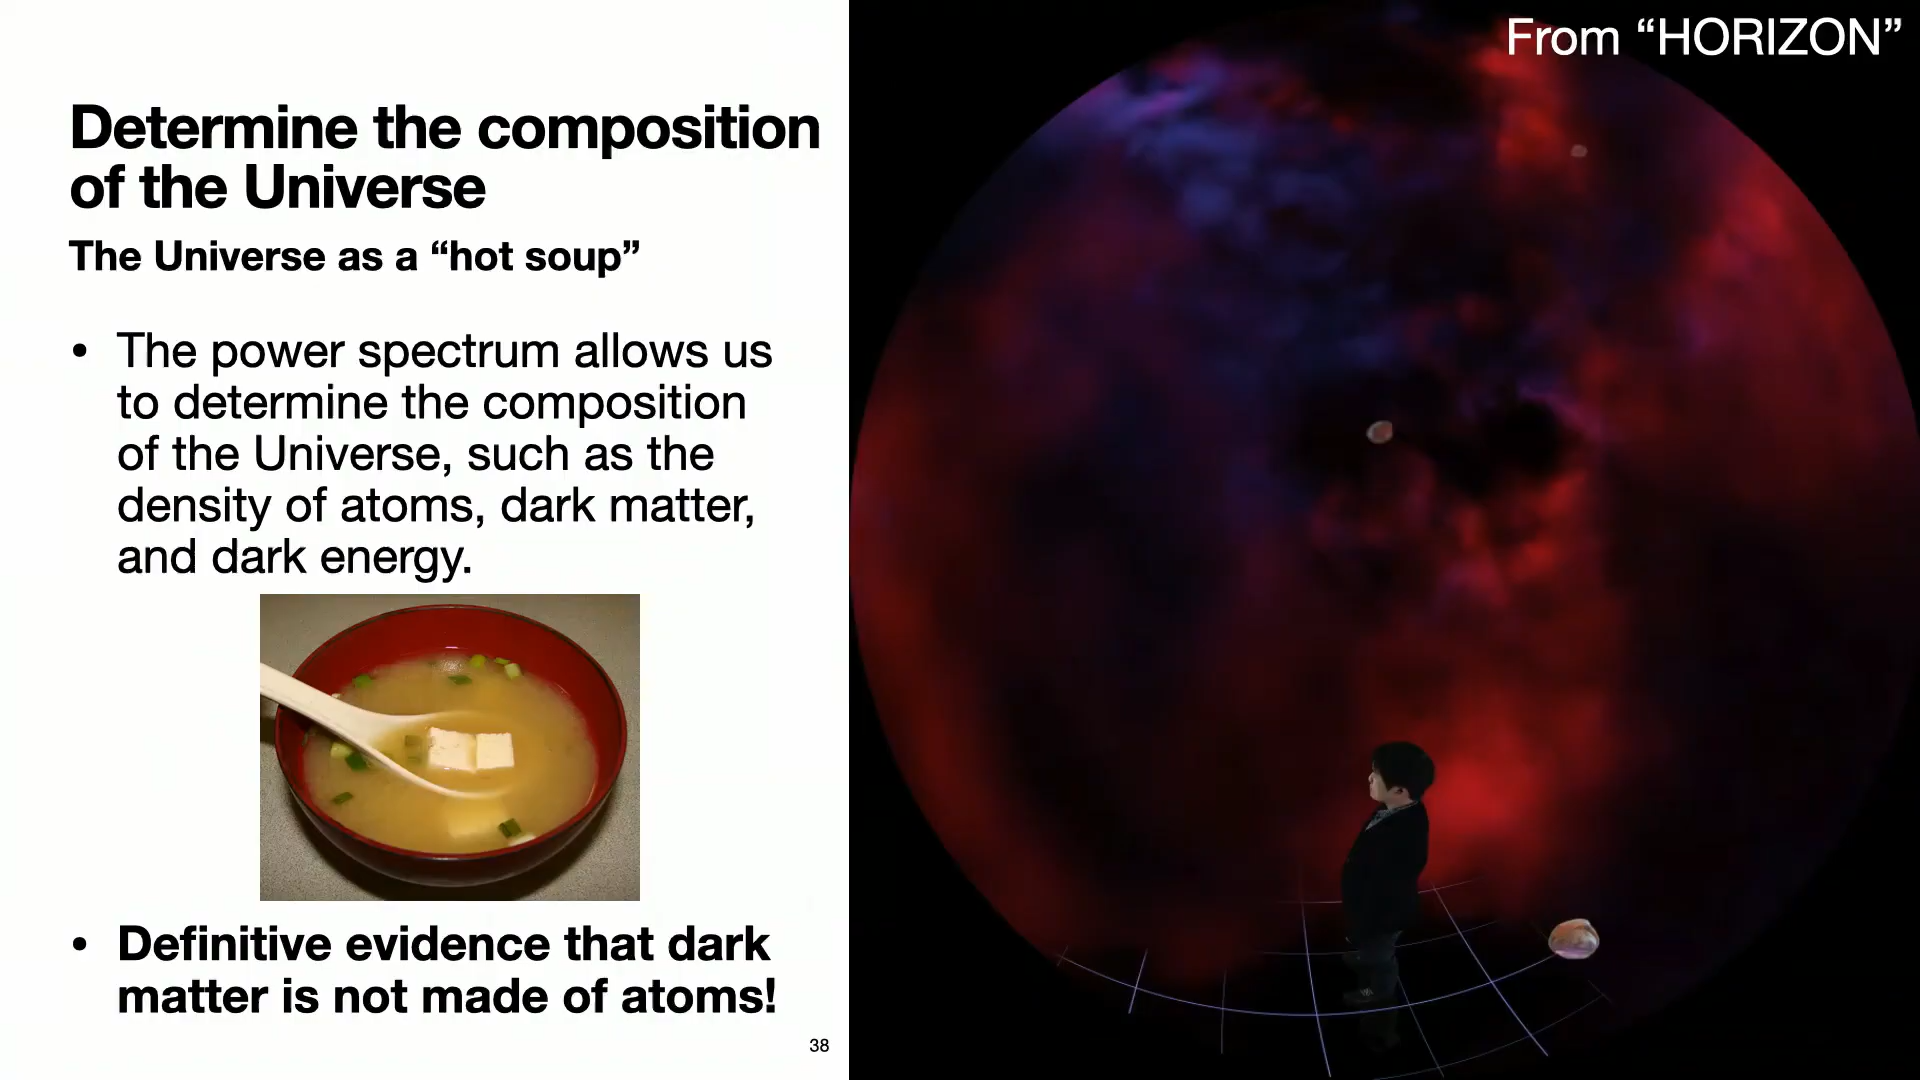 From “HORIZON”
Determine the composition
of the Universe
The Universe as a “hot soup”
• The power spectrum allows us
to determine the composition
of the Universe, such as the
density of atoms, dark matter,
and dark energy.
• Definitive evidence that dark
matter is not made of atoms!
38